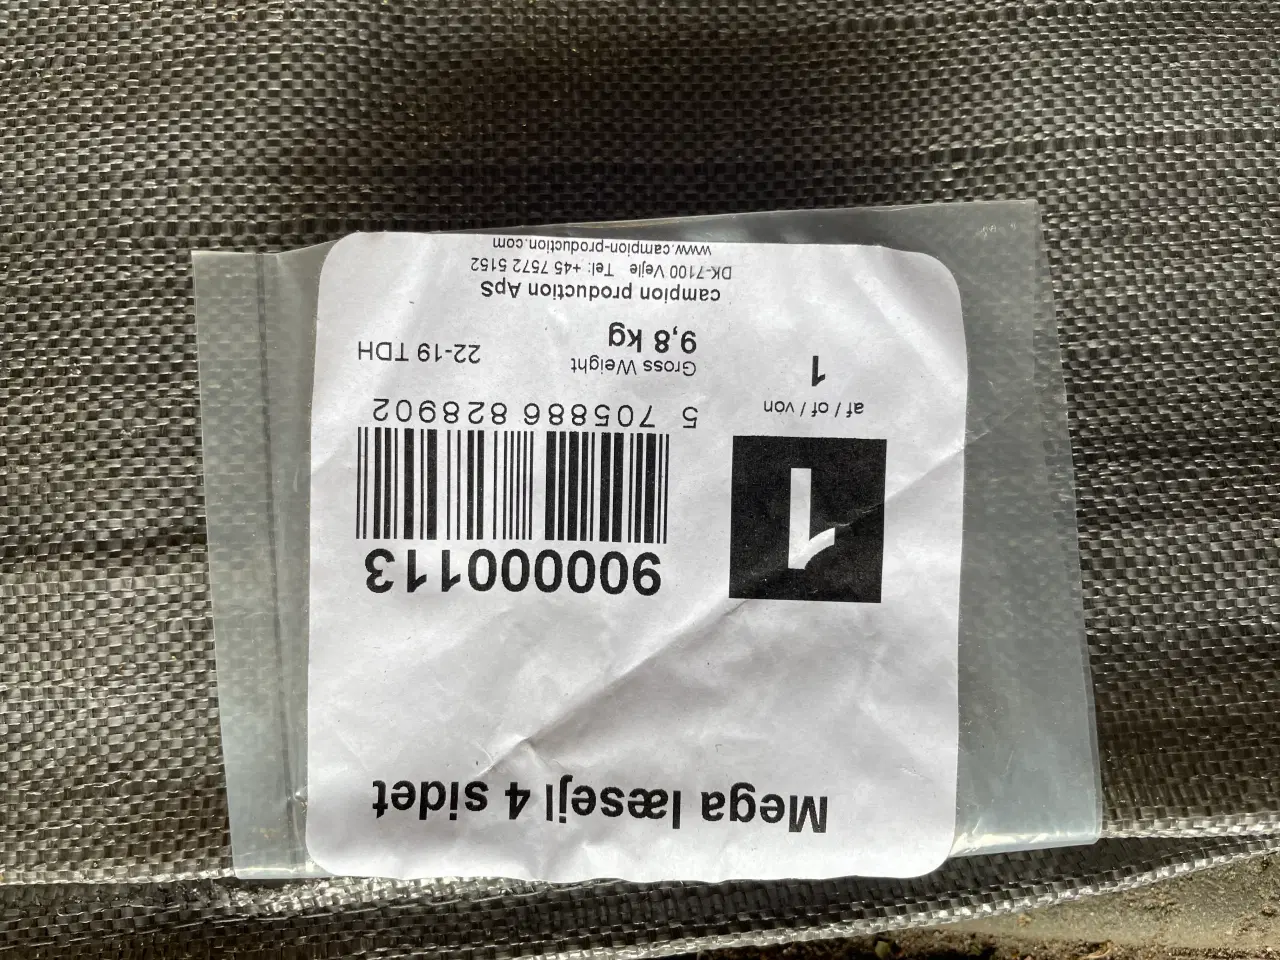 Mega læsejl 4 sidet
90000113
1
5 705886 828902
af / of / von
1
Gross Weight
9,8 kg
22-19 TDH
campion production ApS
DK-7100 Vejle Tel: +45 7572 5152
www.campion-production.com